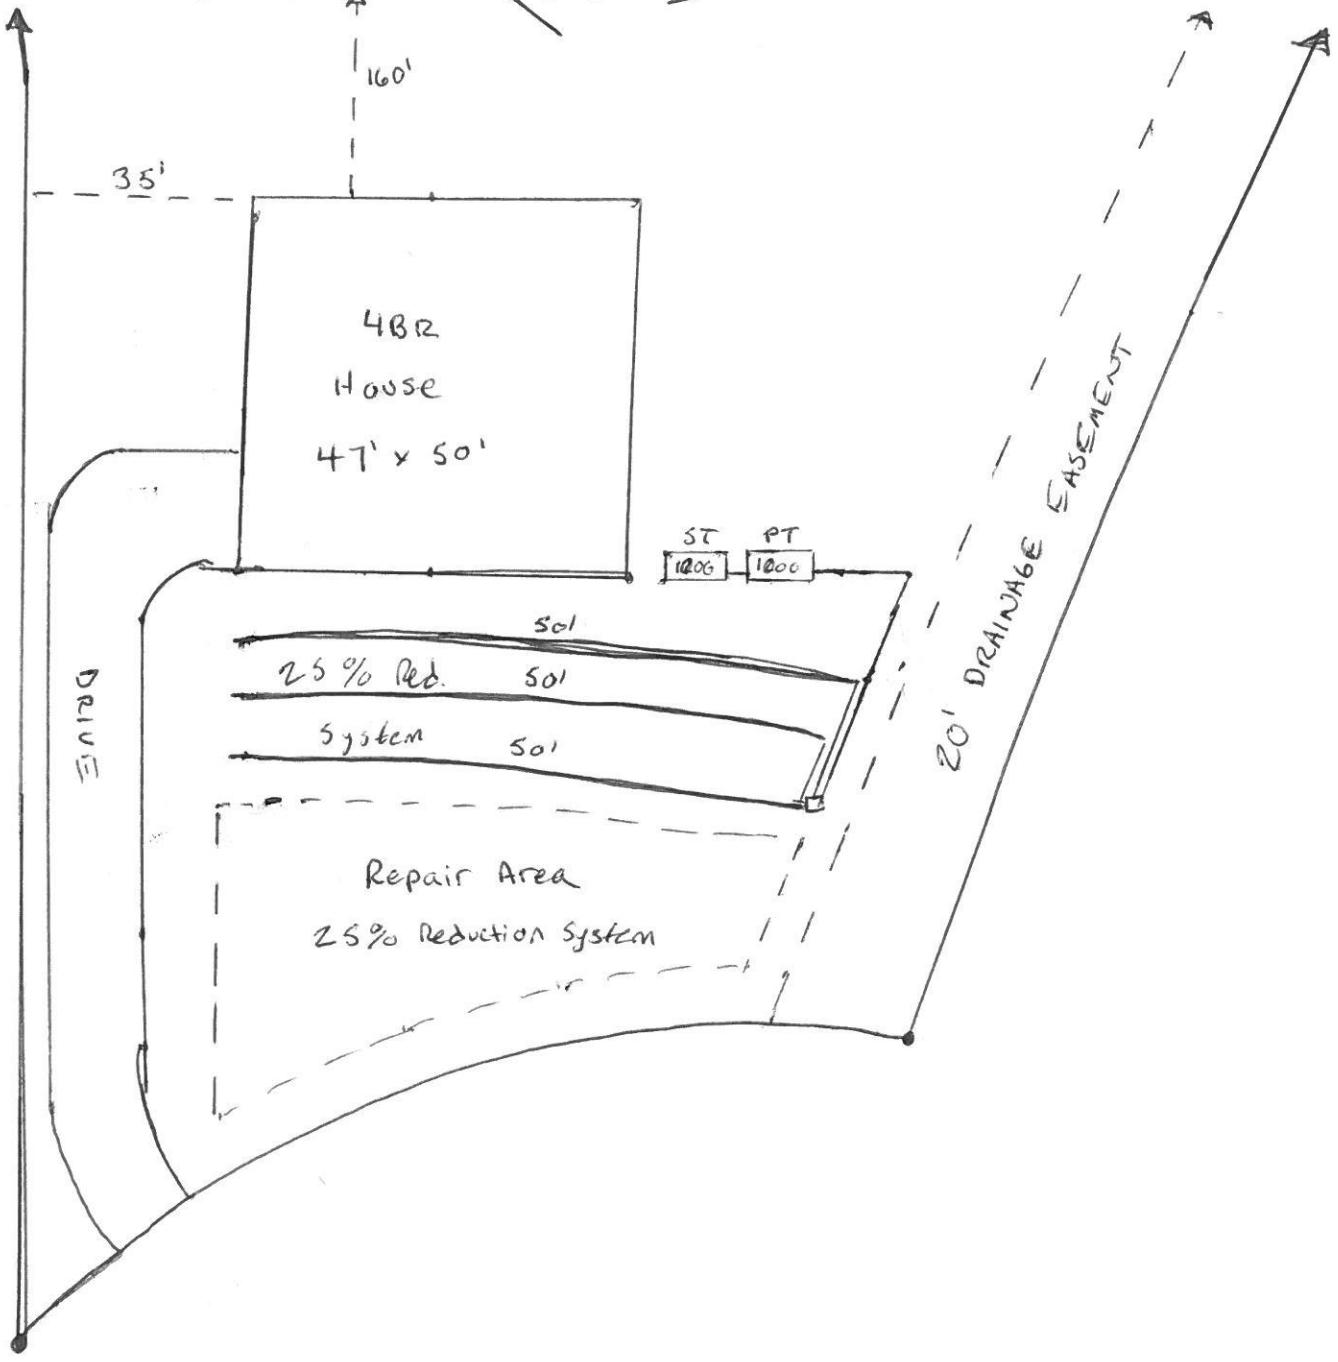 160'
35'
4BR
House
47' x 50'
ST
PT
1000
1000
50'
25% Red.
50'
System
50'
DRIVE
Repair Area
25% Reduction System
20' DRAINAGE EASEMENT